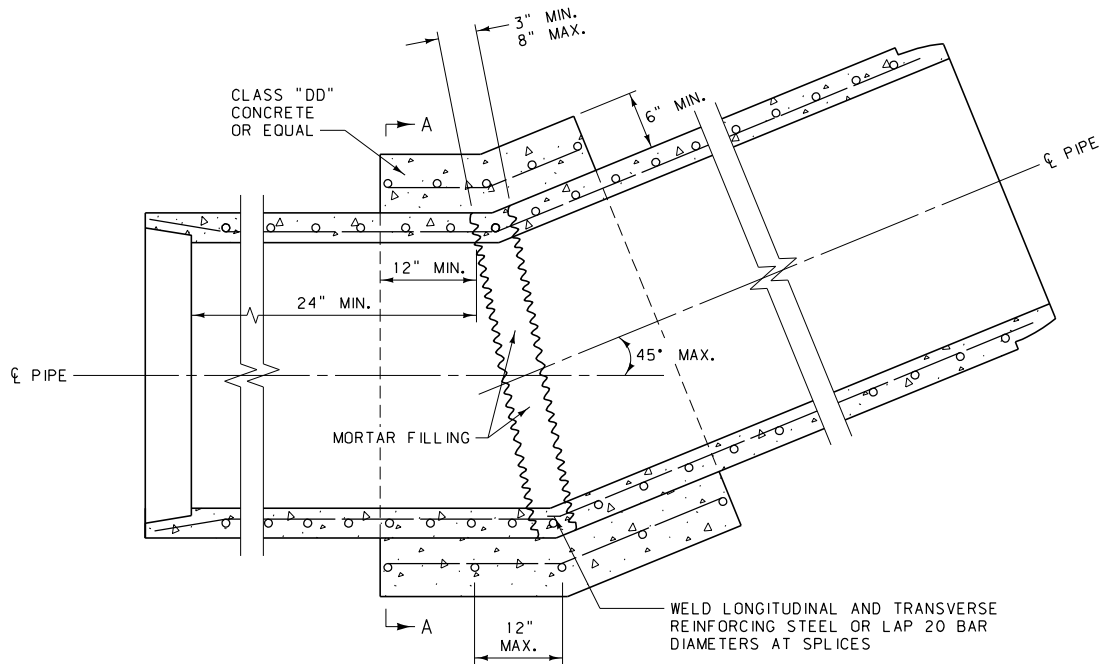 3" MIN.
8" MAX.
CLASS "DD"
CONCRETE
OR EQUAL
A
6" MIN.
℄ PIPE
12" MIN.
24" MIN.
45° MAX.
℄ PIPE
MORTAR FILLING
A
12"
MAX.
WELD LONGITUDINAL AND TRANSVERSE
REINFORCING STEEL OR LAP 20 BAR
DIAMETERS AT SPLICES